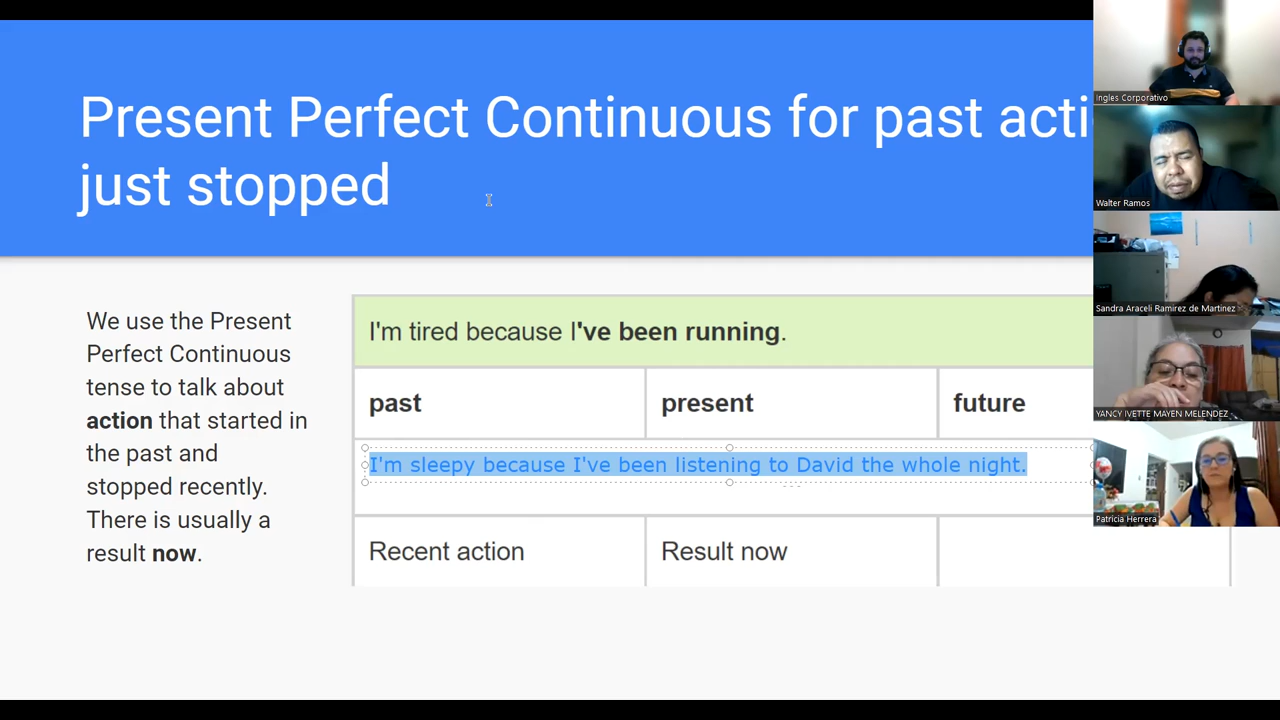 Present Perfect Continuous for past acti
just stopped
We use the Present
Perfect Continuous
tense to talk about
action that started in
the past and
stopped recently.
There is usually a
result now.
I'm tired because I've been running.
past present future
I'm sleepy because I've been listening to David the whole night.
Recent action Result now
Ingles Corporativo
Walter Ramos
Sandra Araceli Ramirez de Martinez
YANCY IVETTE MAYEN MELENDEZ
Patricia Herrera